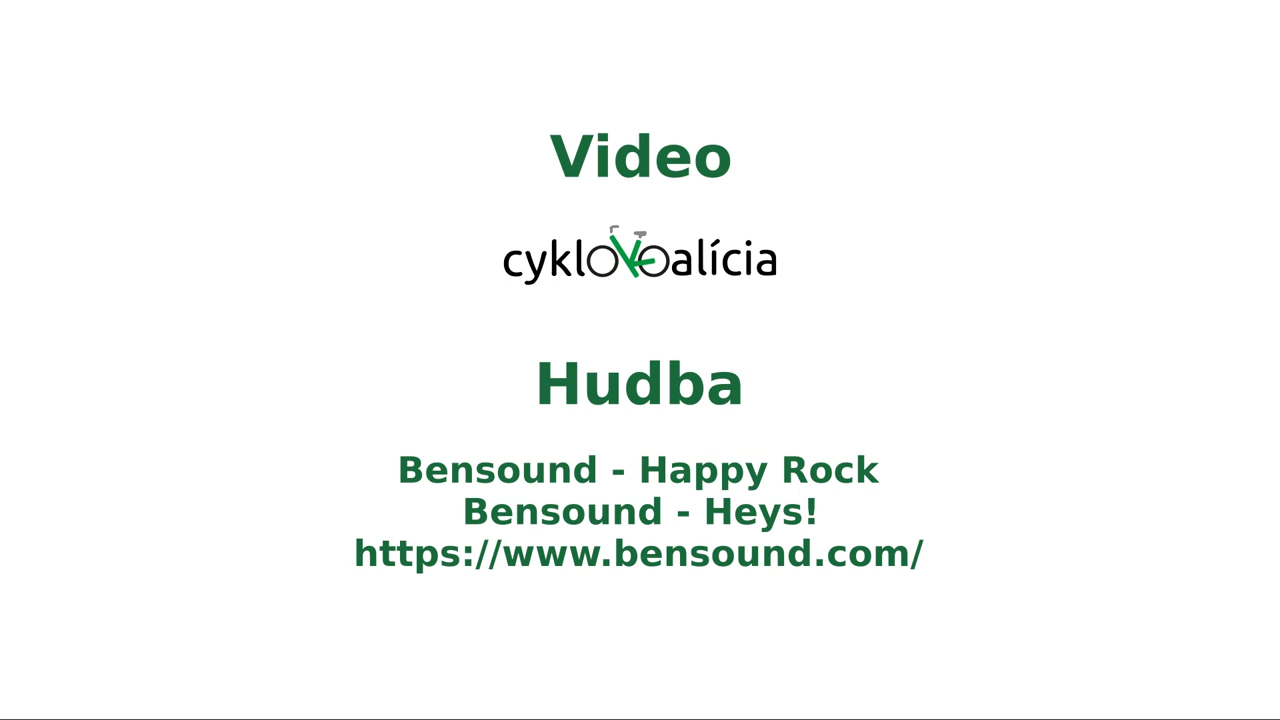 Video
cykloKoalícia
Hudba
Bensound - Happy Rock
Bensound - Heys!
https://www.bensound.com/